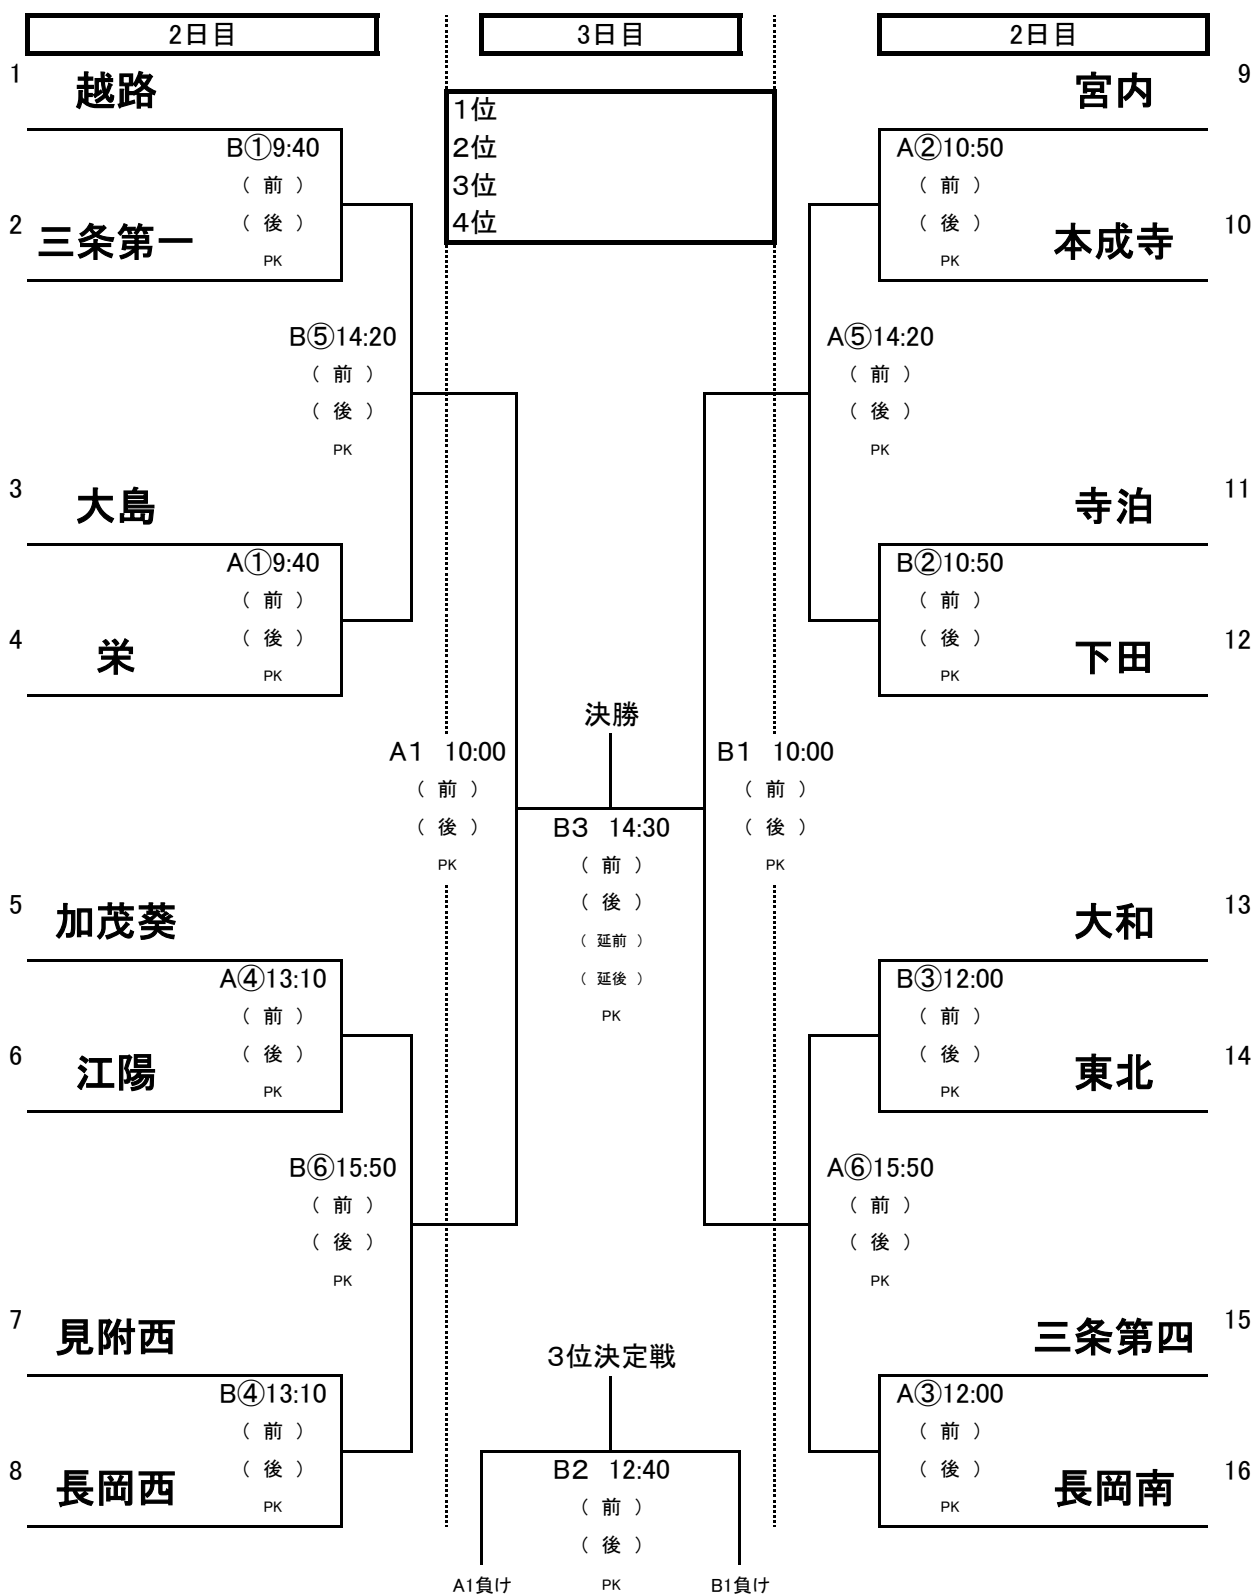 2日目
3日目
2日目
1 越路
9 宮内
1位
2位
3位
4位
B①9:40
(前)
(後)
PK
2 三条第一
A②10:50
(前)
(後)
PK
10 本成寺
B⑤14:20
(前)
(後)
PK
A⑤14:20
(前)
(後)
PK
3 大島
11 寺泊
A①9:40
(前)
(後)
PK
4 栄
B②10:50
(前)
(後)
PK
12 下田
決勝
A1 10:00
(前)
(後)
PK
B1 10:00
(前)
(後)
PK
B3 14:30
(前)
(後)
(延前)
(延後)
PK
5 加茂葵
13 大和
A④13:10
(前)
(後)
PK
6 江陽
B③12:00
(前)
(後)
PK
14 東北
B⑥15:50
(前)
(後)
PK
A⑥15:50
(前)
(後)
PK
7 見附西
15 三条第四
3位決定戦
B④13:10
(前)
(後)
PK
8 長岡西
A③12:00
(前)
(後)
PK
16 長岡南
B2 12:40
(前)
(後)
PK
A1負け
B1負け